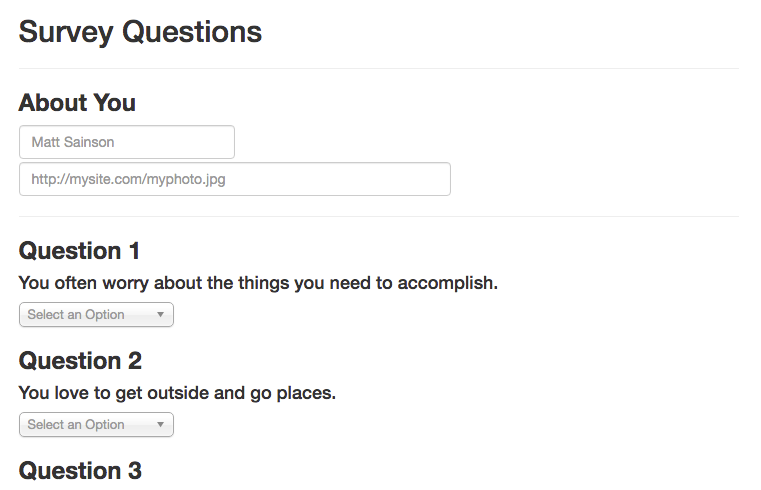 Survey Questions
About You
Matt Sainson
http://mysite.com/myphoto.jpg
Question 1
You often worry about the things you need to accomplish.
Select an Option
Question 2
You love to get outside and go places.
Select an Option
Question 3